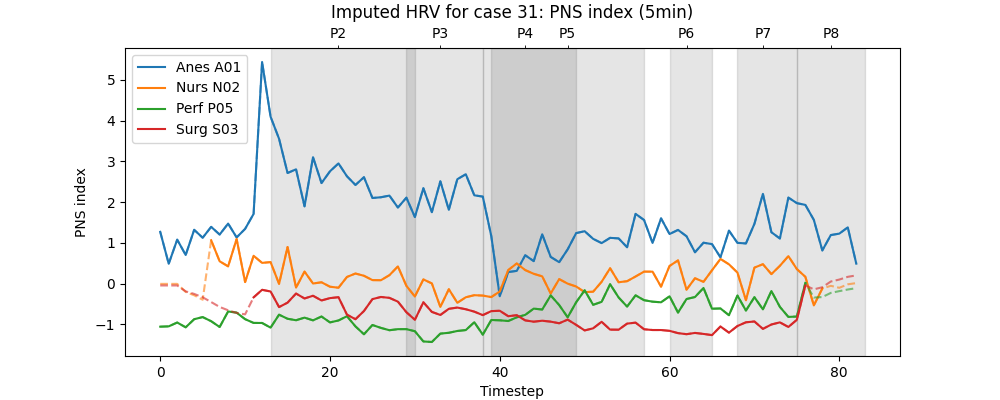 Imputed HRV for case 31: PNS index (5min)
P2 P3 P4 P5 P6 P7 P8
Anes A01
Nurs N02
Perf P05
Surg S03
PNS index
5
4
3
2
1
0
−1
0 20 40 60 80
Timestep